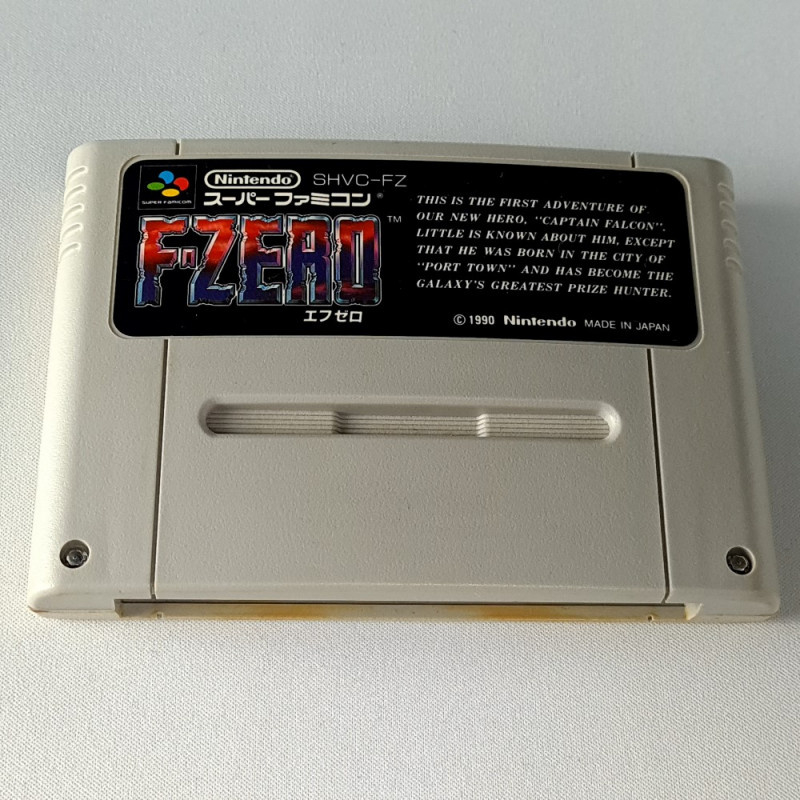 Nintendo SHVC-FZ
SUPER FAMICOM
スーパーファミコン®
F-ZERO™
エフゼロ
THIS IS THE FIRST ADVENTURE OF
OUR NEW HERO, "CAPTAIN FALCON".
LITTLE IS KNOWN ABOUT HIM, EXCEPT
THAT HE WAS BORN IN THE CITY OF
"PORT TOWN" AND HAS BECOME THE
GALAXY'S GREATEST PRIZE HUNTER.
© 1990 Nintendo MADE IN JAPAN